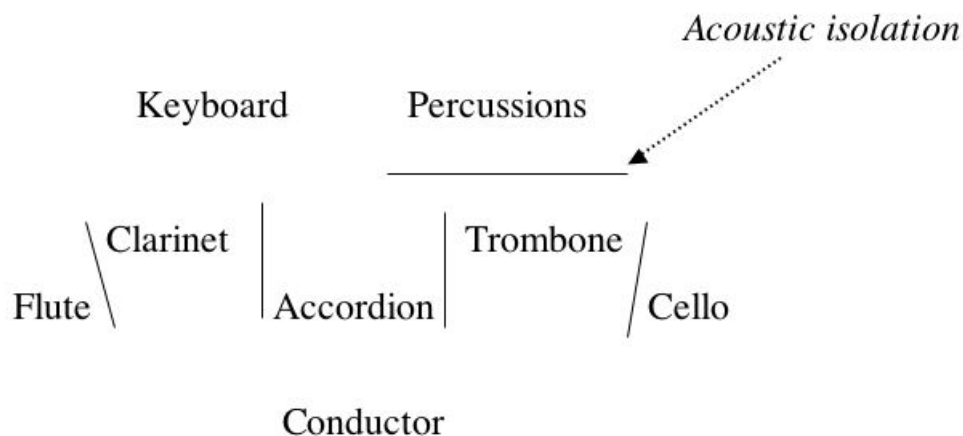 Acoustic isolation
Keyboard Percussions
Clarinet Trombone
Flute Accordion Cello
Conductor